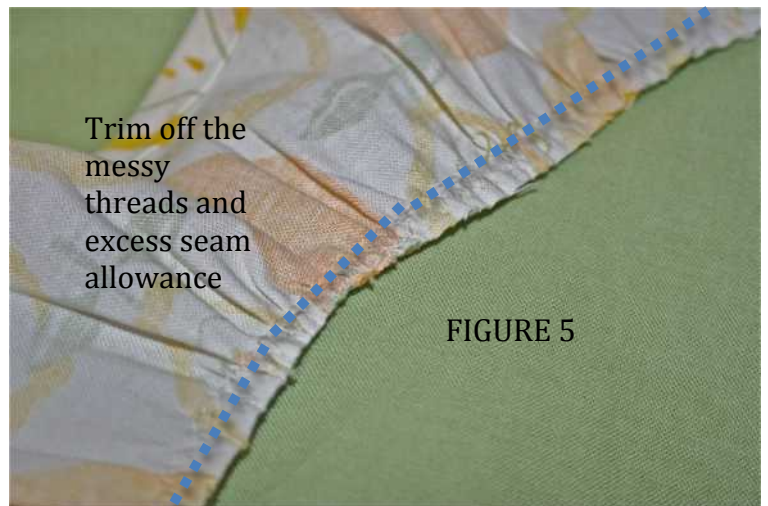 Trim off the
messy
threads and
excess seam
allowance
FIGURE 5